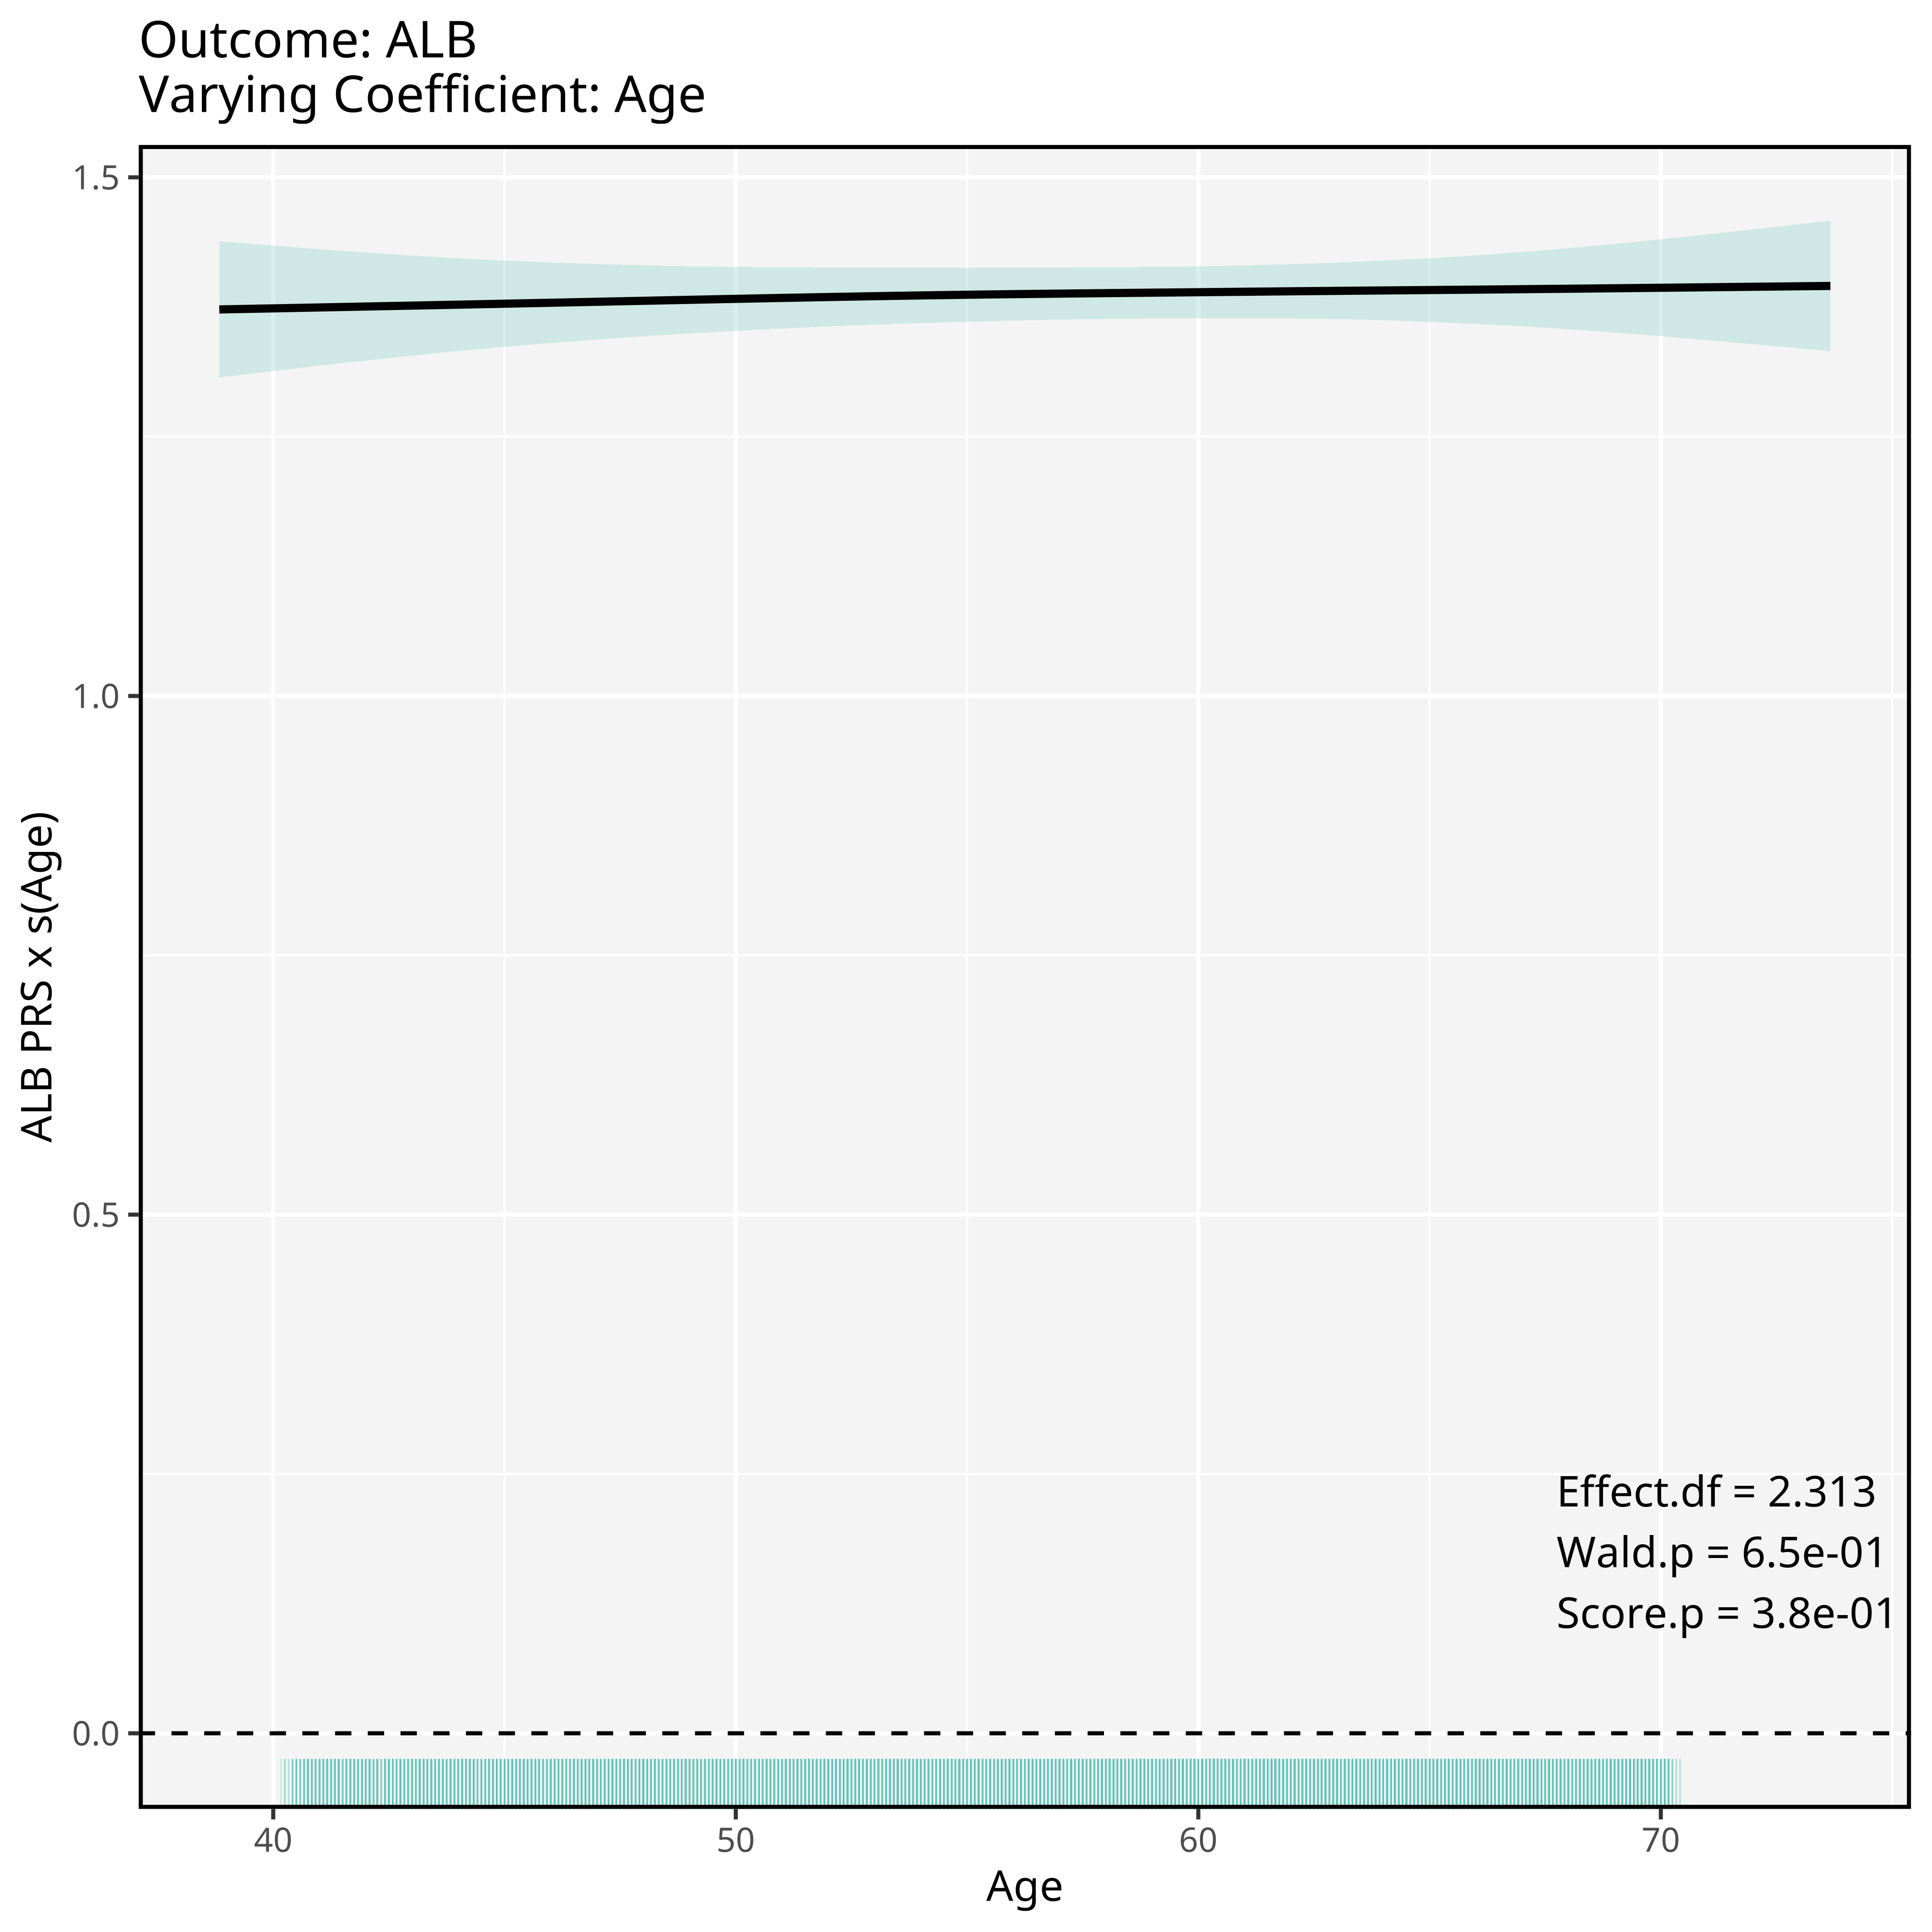 Outcome: ALB
Varying Coefficient: Age
1.5
1.0
0.5
0.0
ALB PRS x s(Age)
Effect.df = 2.313
Wald.p = 6.5e-01
Score.p = 3.8e-01
40 50 60 70
Age